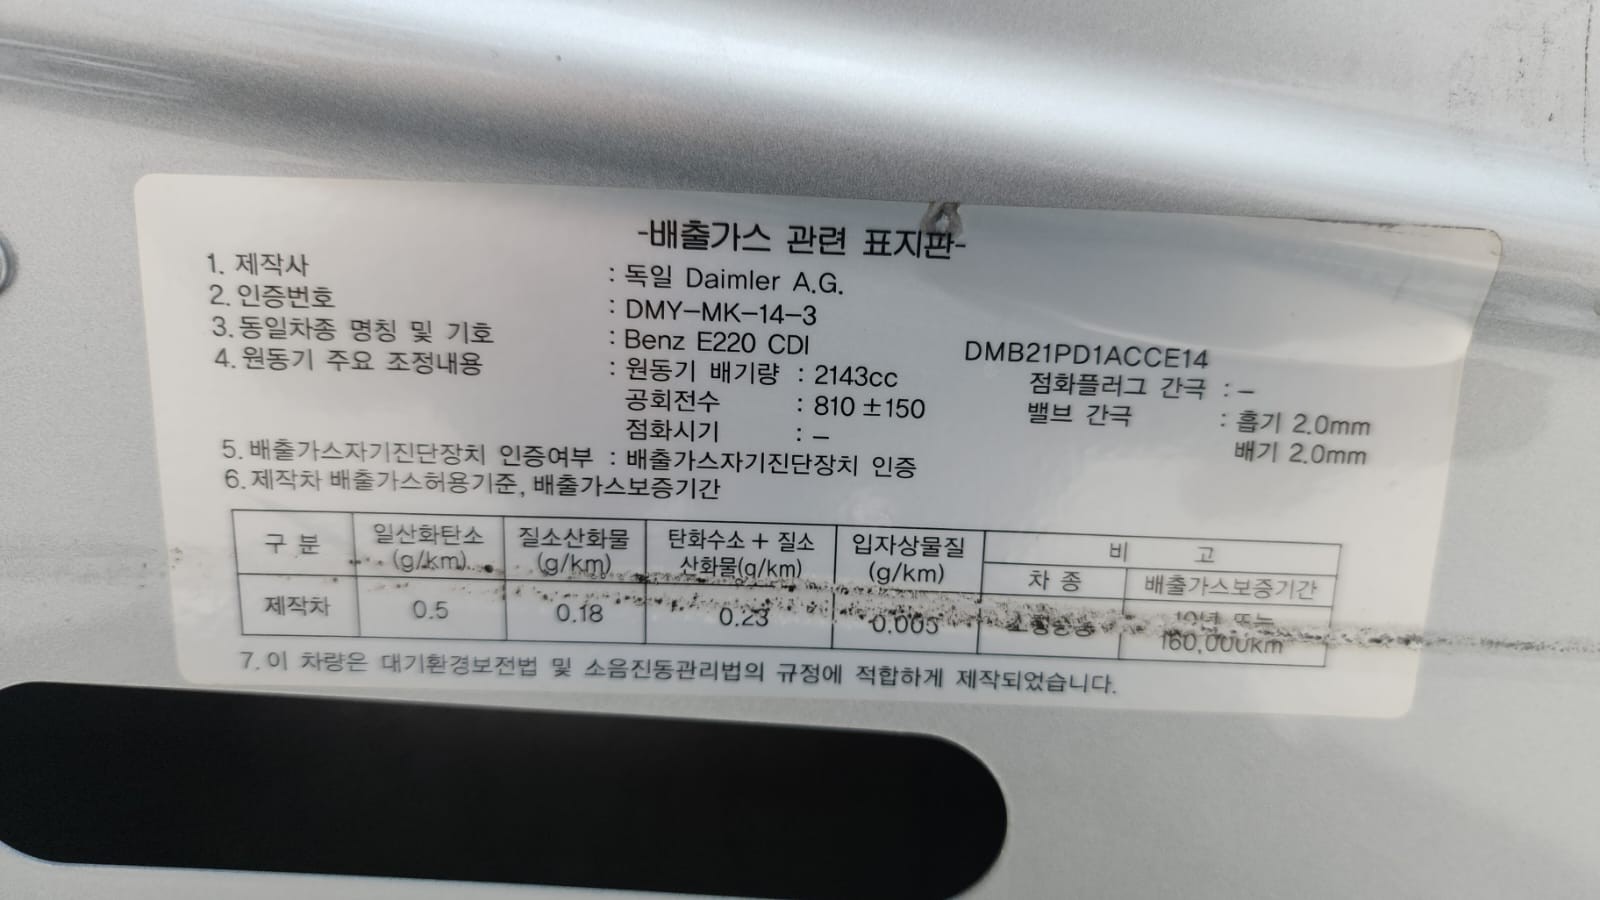 -배출가스 관련 표지판-
1. 제작사 : 독일 Daimler A.G.
2. 인증번호 : DMY-MK-14-3
3. 동일차종 명칭 및 기호 : Benz E220 CDI DMB21PD1ACCE14
4. 원동기 주요 조정내용 : 원동기 배기량 : 2143cc 점화플러그 간극 : -
공회전수 : 810 ±150 밸브 간극 : 흡기 2.0mm
점화시기 : - 배기 2.0mm
5. 배출가스자기진단장치 인증여부 : 배출가스자기진단장치 인증
6. 제작차 배출가스허용기준, 배출가스보증기간
구 분 일산화탄소 (g/km) 질소산화물 (g/km) 탄화수소 + 질소 산화물(g/km) 입자상물질 (g/km) 비 고
차 종 배출가스보증기간
제작차 0.5 0.18 0.23 0.005 10년 또는
160,000km
7. 이 차량은 대기환경보전법 및 소음진동관리법의 규정에 적합하게 제작되었습니다.